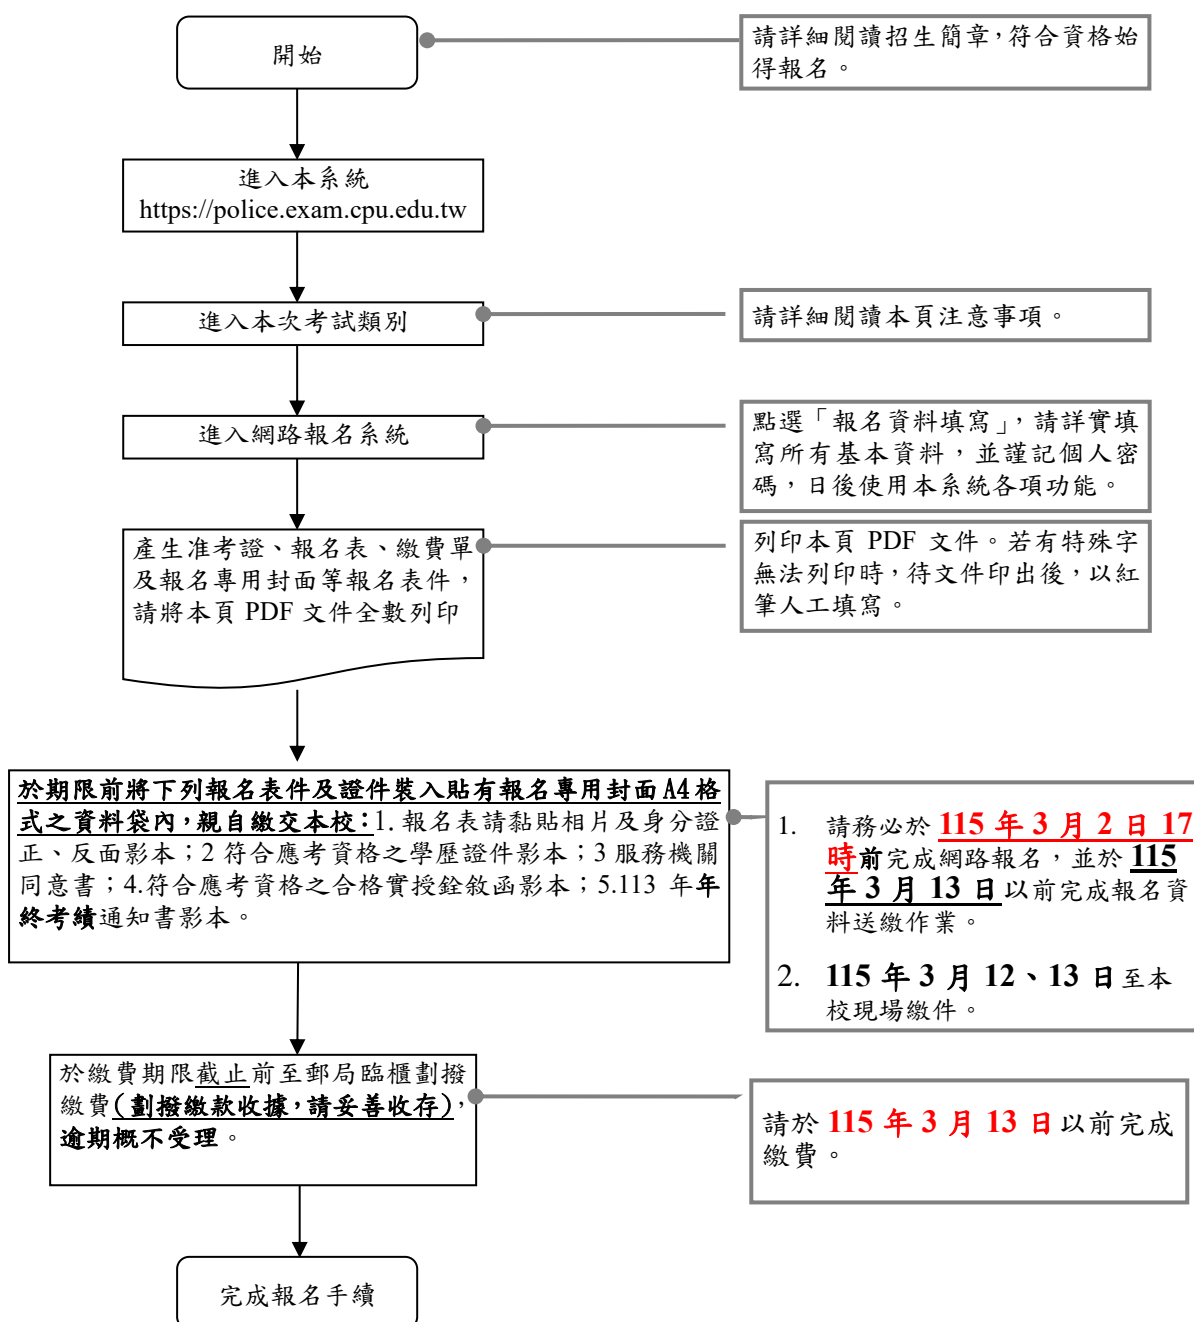 開始
請詳細閱讀招生簡章，符合資格始
得報名。
進入本系統
https://police.exam.cpu.edu.tw
進入本次考試類別
請詳細閱讀本頁注意事項。
進入網路報名系統
點選「報名資料填寫」，請詳實填
寫所有基本資料，並謹記個人密
碼，日後使用本系統各項功能。
產生准考證、報名表、繳費單
及報名專用封面等報名表件，
請將本頁 PDF 文件全數列印
列印本頁 PDF 文件。若有特殊字
無法列印時，待文件印出後，以紅
筆人工填寫。
於期限前將下列報名表件及證件裝入貼有報名專用封面 A4 格
式之資料袋內，親自繳交本校：1. 報名表請黏貼相片及身分證
正、反面影本；2 符合應考資格之學歷證件影本；3 服務機關
同意書；4.符合應考資格之合格實授銓敘函影本；5.113 年年
終考績通知書影本。
1. 請務必於 115 年 3 月 2 日 17
時前完成網路報名，並於 115
年 3 月 13 日以前完成報名資
料送繳作業。
2. 115 年 3 月 12、13 日至本
校現場繳件。
於繳費期限截止前至郵局臨櫃劃撥
繳費(劃撥繳款收據，請妥善收存)，
逾期概不受理。
請於 115 年 3 月 13 日以前完成
繳費。
完成報名手續